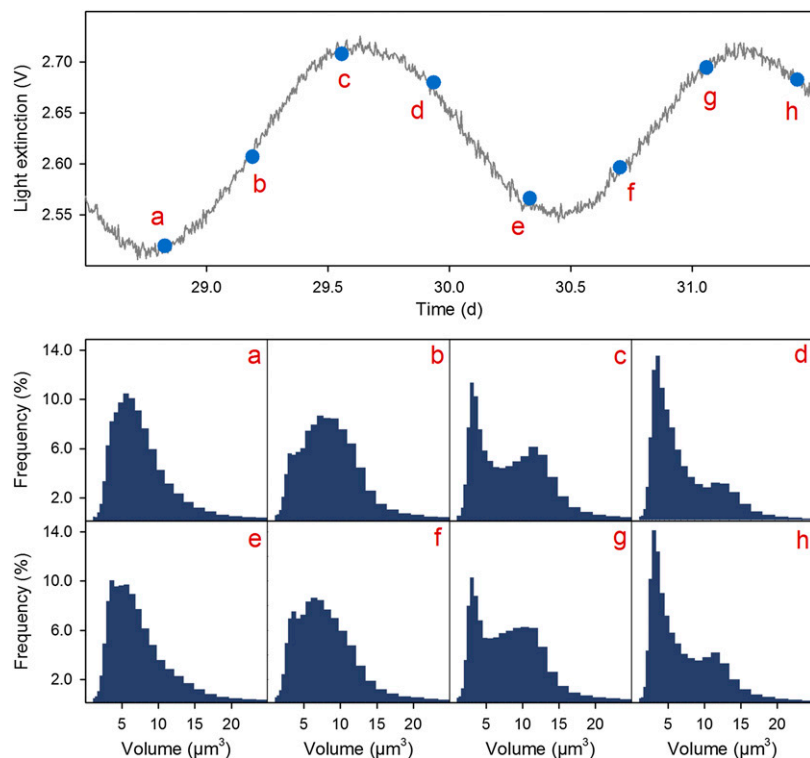 2.70
2.65
2.60
2.55
Light extinction (V)
a
b
c
d
e
f
g
h
29.0 29.5 30.0 30.5 31.0
Time (d)
14.0
10.0
6.0
2.0
Frequency (%)
a
b
c
d
14.0
10.0
6.0
2.0
Frequency (%)
e
f
g
h
5 10 15 20 5 10 15 20 5 10 15 20 5 10 15 20
Volume (μm³) Volume (μm³) Volume (μm³) Volume (μm³)